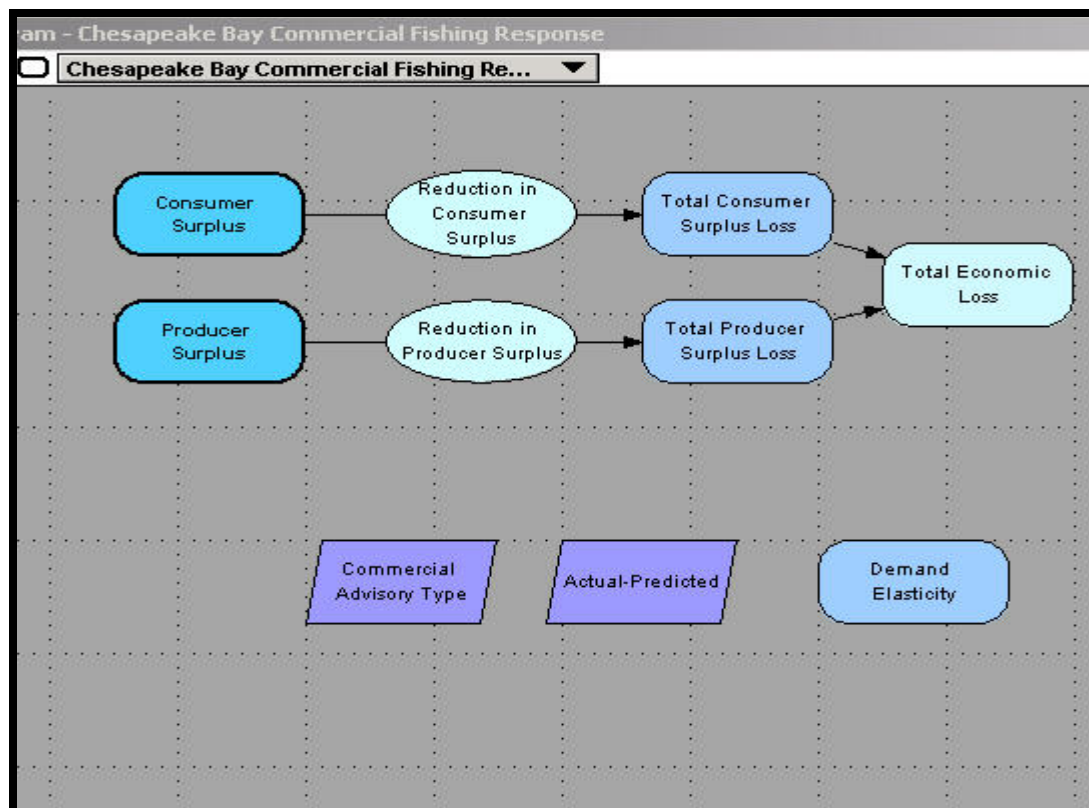 am - Chesapeake Bay Commercial Fishing Response
Chesapeake Bay Commercial Fishing Re...
Consumer
Surplus
Reduction in
Consumer
Surplus
Total Consumer
Surplus Loss
Total Economic
Loss
Producer
Surplus
Reduction in
Producer Surplus
Total Producer
Surplus Loss
Commercial
Advisory Type
Actual-Predicted
Demand
Elasticity